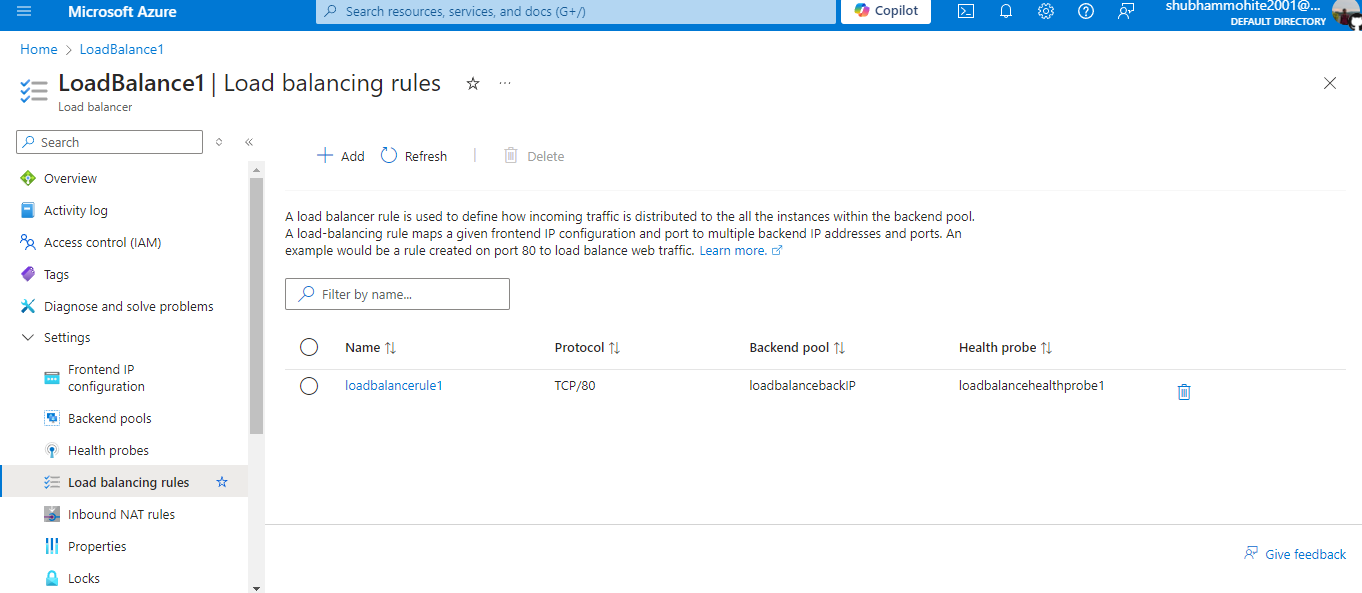 Microsoft Azure
Search resources, services, and docs (G+/)
Copilot
shubhammohite2001@...
DEFAULT DIRECTORY
Home > LoadBalance1
LoadBalance1 | Load balancing rules
Load balancer
Search
Overview
Activity log
Access control (IAM)
Tags
Diagnose and solve problems
Settings
Frontend IP
configuration
Backend pools
Health probes
Load balancing rules
Inbound NAT rules
Properties
Locks
Add Refresh Delete
A load balancer rule is used to define how incoming traffic is distributed to the all the instances within the backend pool.
A load-balancing rule maps a given frontend IP configuration and port to multiple backend IP addresses and ports. An
example would be a rule created on port 80 to load balance web traffic. Learn more.
Filter by name...
Name Protocol Backend pool Health probe
loadbalancerule1 TCP/80 loadbalancebackIP loadbalancehealthprobe1
Give feedback